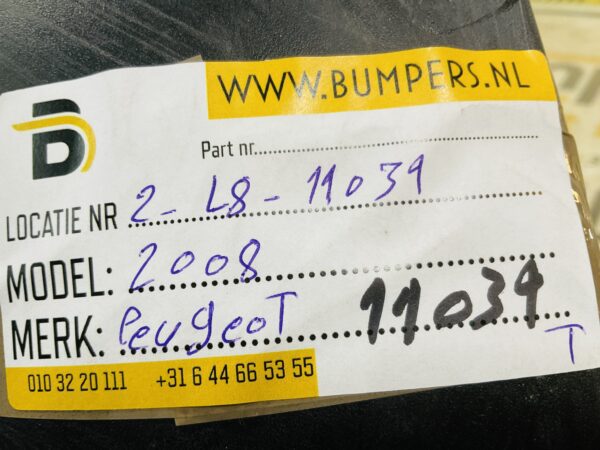 WWW.BUMPERS.NL
B
Part nr.
LOCATIE NR 2-L8-11039
MODEL: 2008
MERK: PeugeoT 11039
T
010 32 20 111 +31 6 44 66 53 55